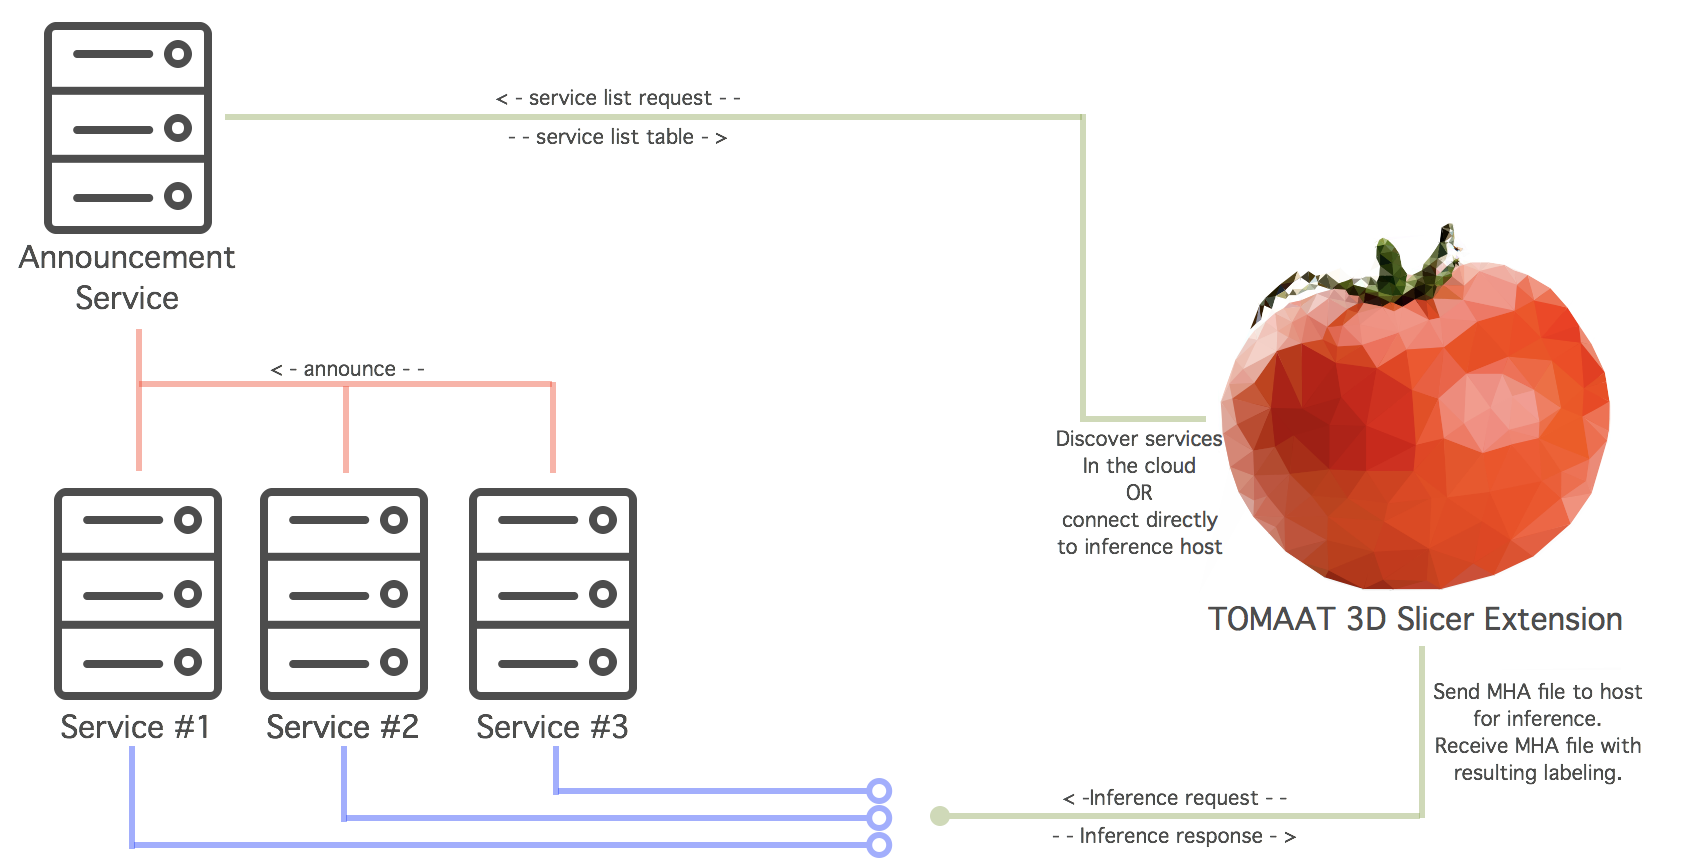 < - service list request - -
- - service list table - >
Announcement
Service
< - announce - -
Discover services
In the cloud
OR
connect directly
to inference host
TOMAAT 3D Slicer Extension
Service #1
Service #2
Service #3
Send MHA file to host
for inference.
Receive MHA file with
resulting labeling.
< -Inference request - -
- - Inference response - >